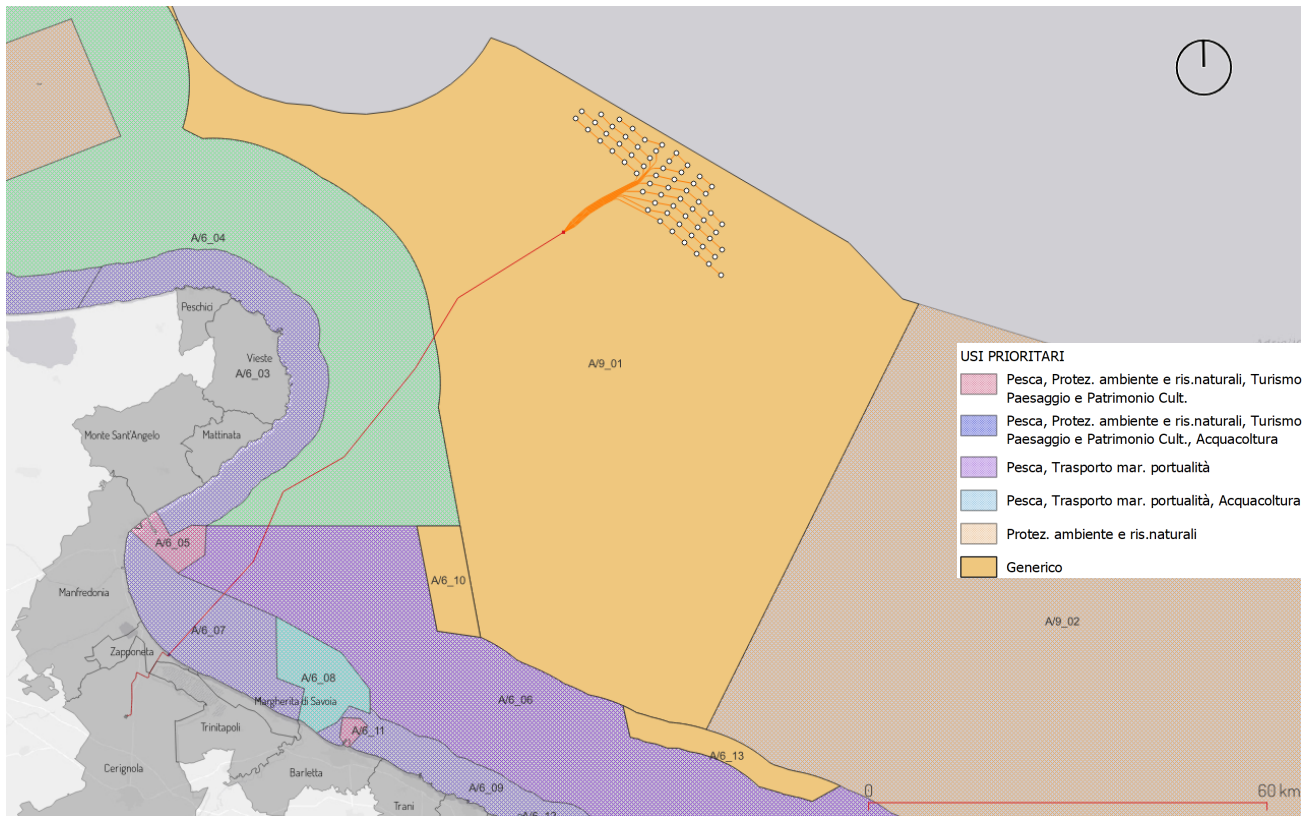 A/6_04
Peschici
Vieste
A/6_03
Monte Sant'Angelo
Mattinata
A/9_01
USI PRIORITARI
Pesca, Protez. ambiente e ris.naturali, Turismo
Paesaggio e Patrimonio Cult.
Pesca, Protez. ambiente e ris.naturali, Turismo
Paesaggio e Patrimonio Cult., Acquacoltura
Pesca, Trasporto mar. portualità
Pesca, Trasporto mar. portualità, Acquacoltura
Protez. ambiente e ris.naturali
Generico
A/6_05
A/6_10
Manfredonia
A/6_07
A/9_02
Zapponeta
A/6_08
Margherita di Savoia
A/6_06
Trinitapoli
A/6_11
A/6_13
Cerignola
Barletta
A/6_09
0
60 km
Trani